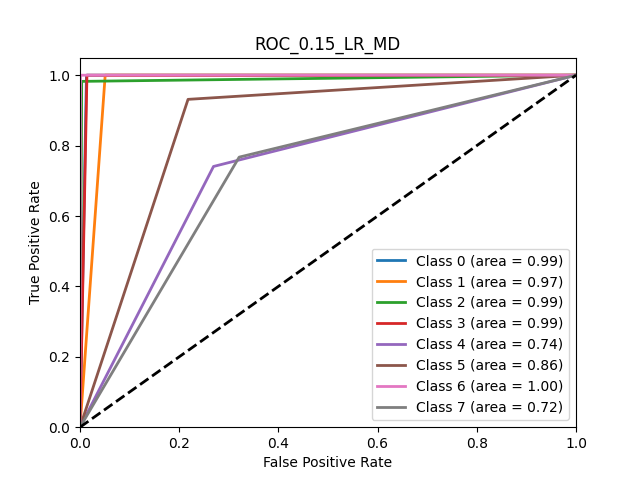 ROC_0.15_LR_MD
1.0
0.8
0.6
0.4
0.2
0.0
True Positive Rate
Class 0 (area = 0.99)
Class 1 (area = 0.97)
Class 2 (area = 0.99)
Class 3 (area = 0.99)
Class 4 (area = 0.74)
Class 5 (area = 0.86)
Class 6 (area = 1.00)
Class 7 (area = 0.72)
0.0 0.2 0.4 0.6 0.8 1.0
False Positive Rate